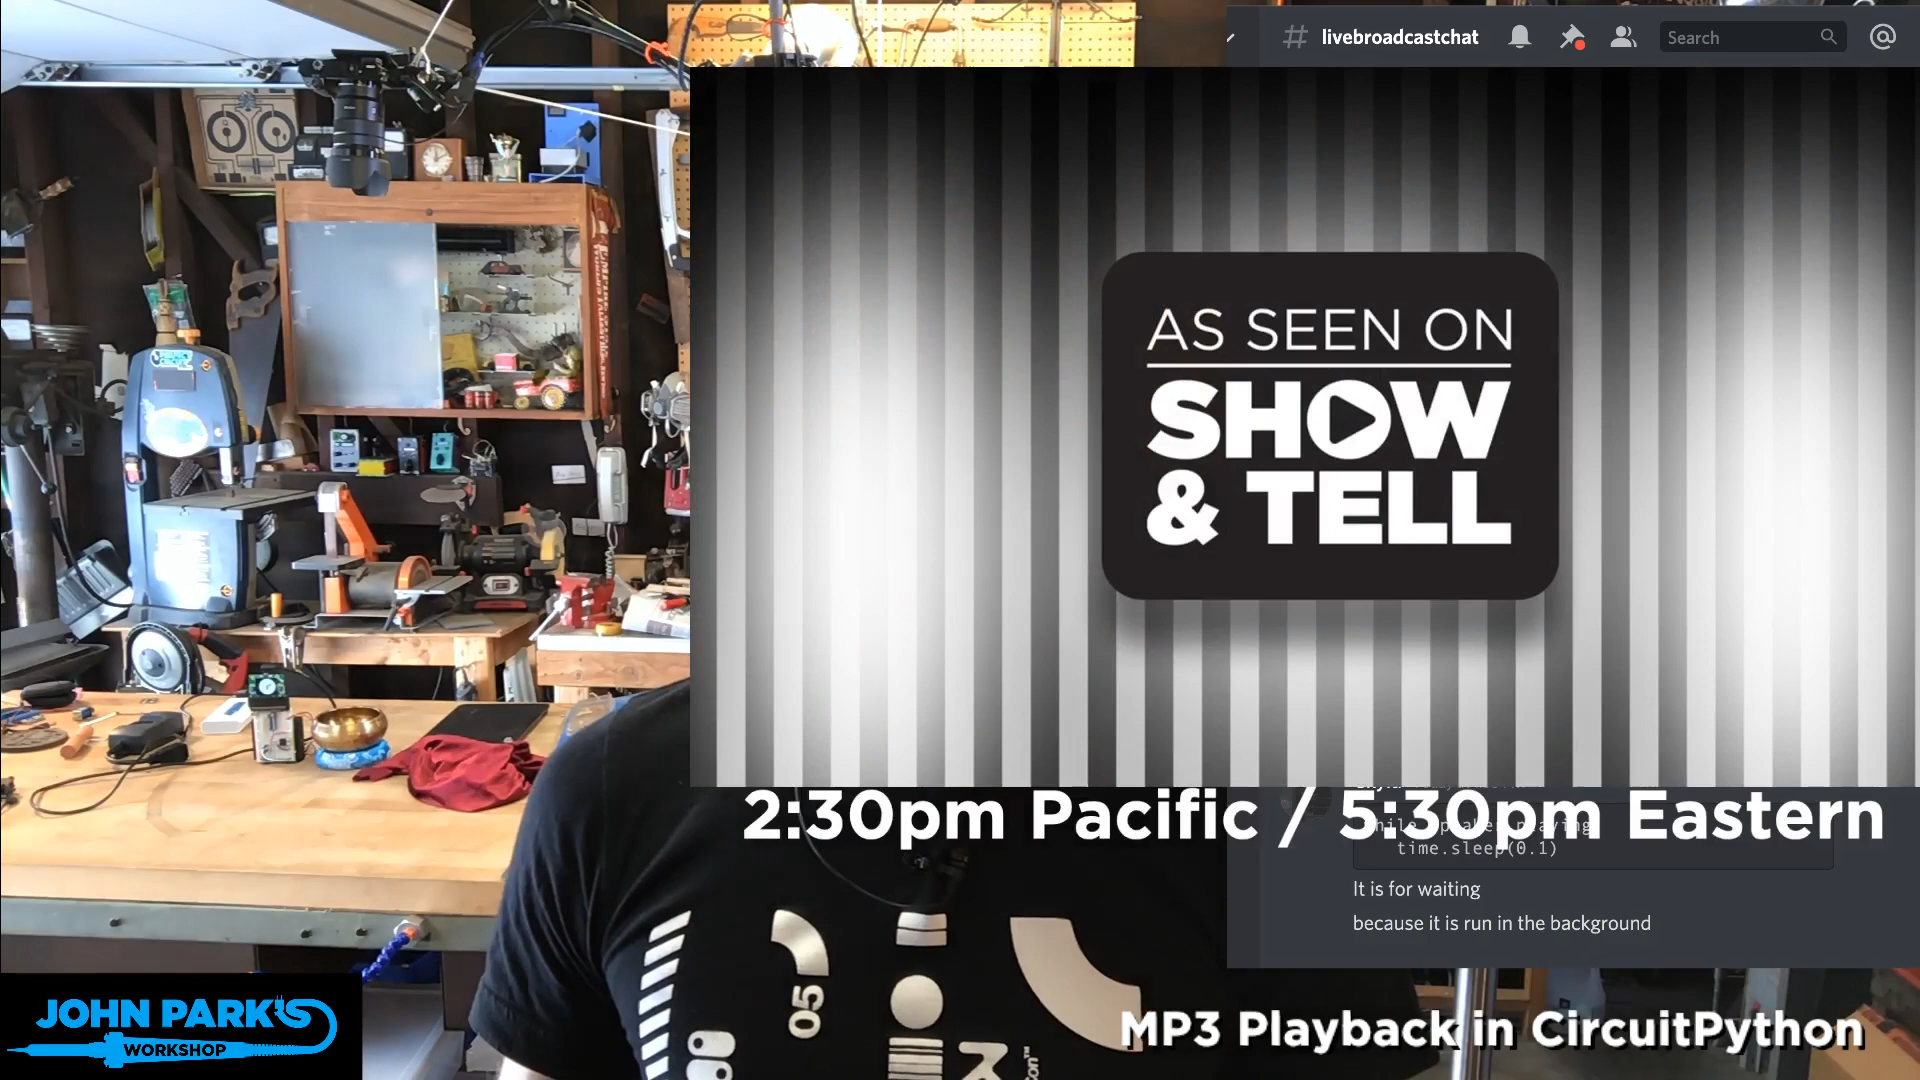 livebroadcastchat
Search
AS SEEN ON
SHOW
& TELL
2:30pm Pacific / 5:30pm Eastern
time.sleep(0.1)
It is for waiting
because it is run in the background
05
JOHN PARK'S
WORKSHOP
MP3 Playback in CircuitPython